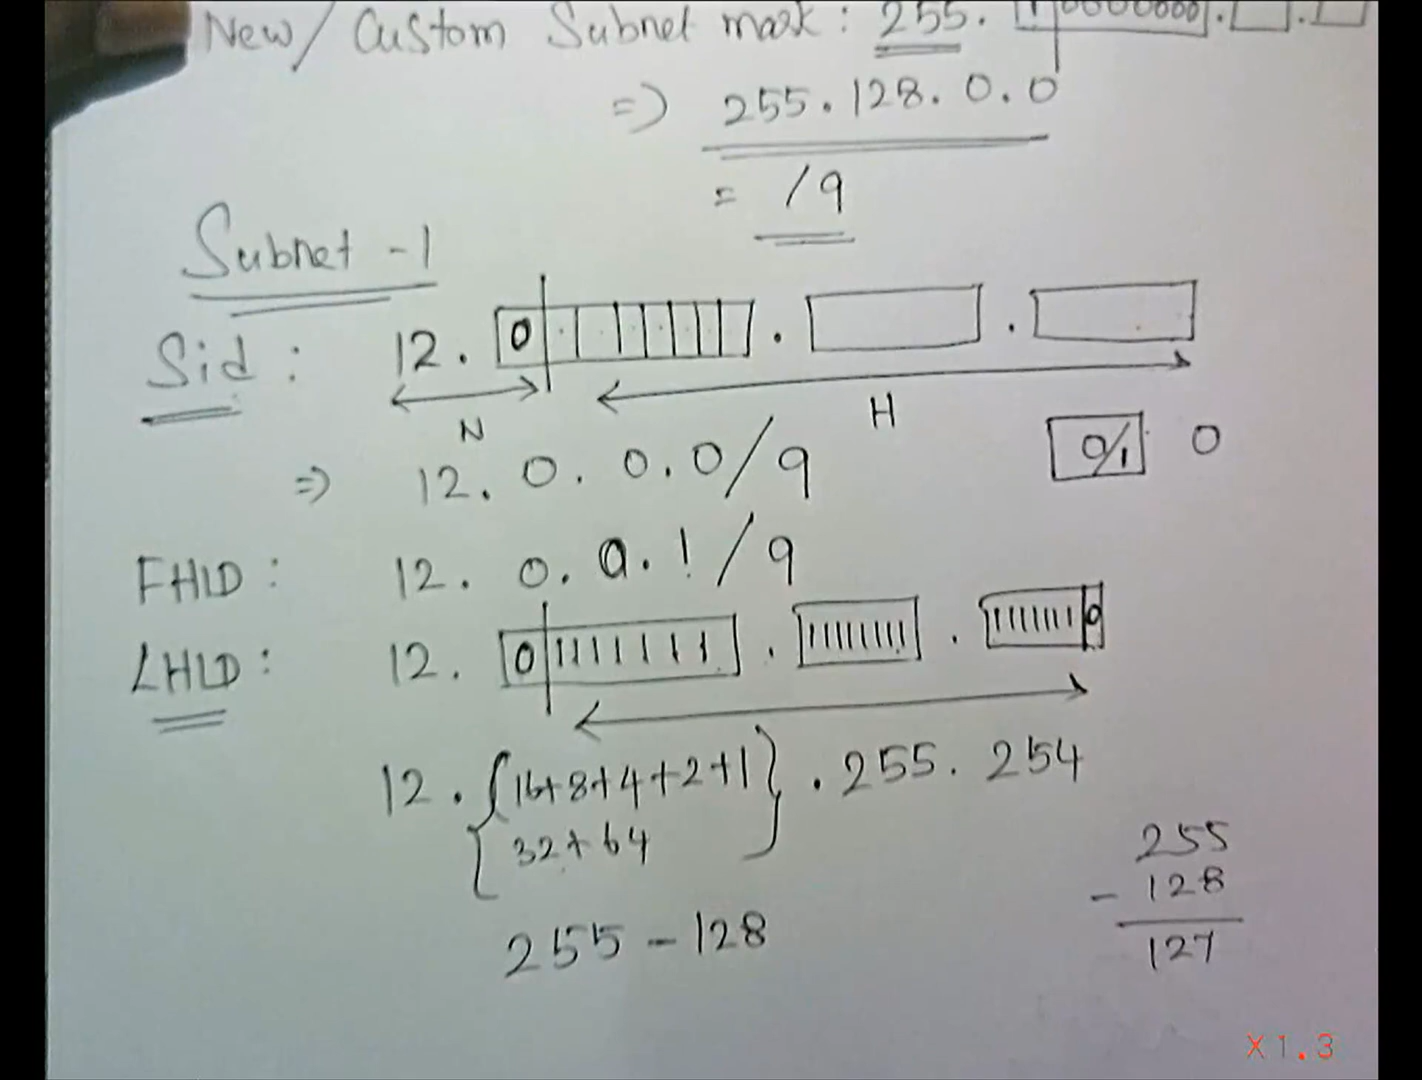 New/ Custom Subnet mask : 255. 10000000. .
=> 255.128.0.0
= /9
Subnet -1
Sid : 12. 0 . .
N H
=> 12. 0. 0.0/9 0/1 0
FHID : 12. 0. 0. 1 /9
LHID : 12. 0 1111111 . 11111111 . 1111111 0
12. {16+8+4+2+1} . 255. 254
32+64
255 - 128
255
- 128
127
X1.3